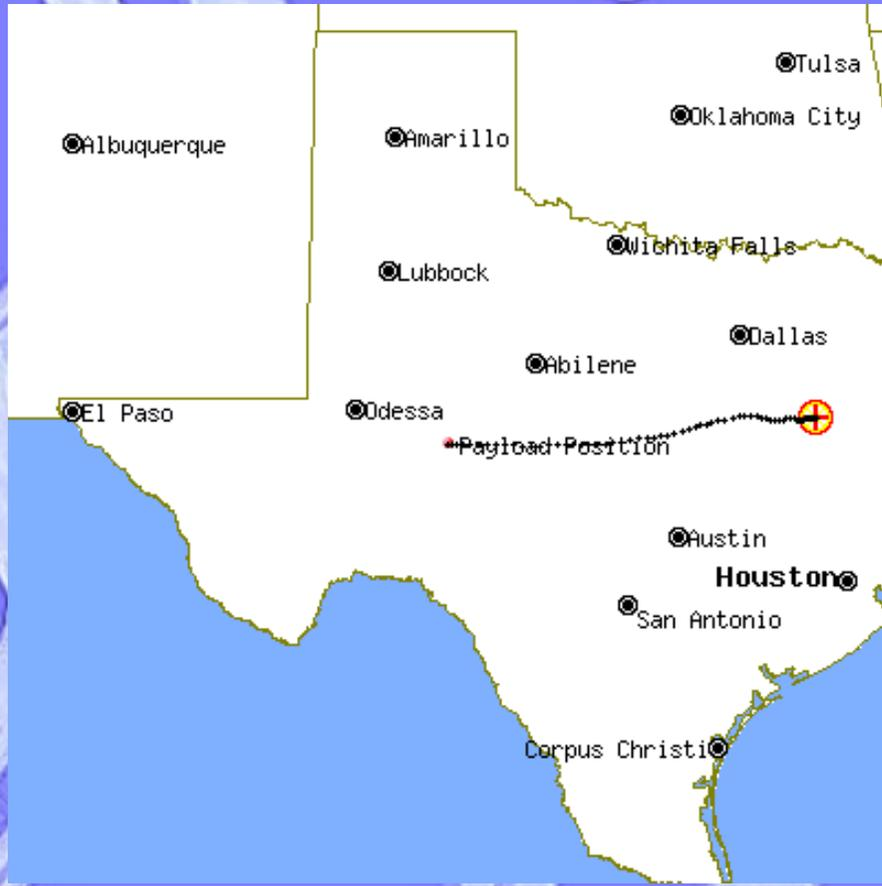 Tulsa
Oklahoma City
Amarillo
Albuquerque
Wichita Falls
Lubbock
Dallas
Abilene
Odessa
El Paso
Payload Position
Austin
Houston
San Antonio
Corpus Christi